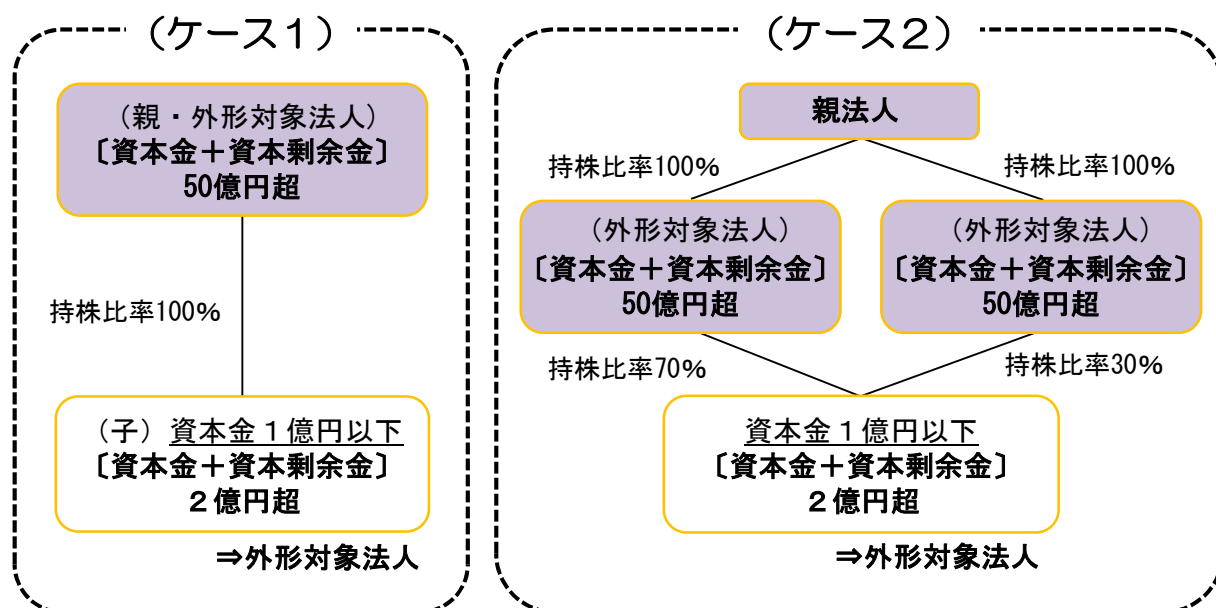 （ケース１）
（親・外形対象法人）
〔資本金＋資本剰余金〕
50億円超
持株比率100％
（子）資本金１億円以下
〔資本金＋資本剰余金〕
２億円超
⇒外形対象法人
（ケース２）
親法人
持株比率100％
持株比率100％
（外形対象法人）
〔資本金＋資本剰余金〕
50億円超
（外形対象法人）
〔資本金＋資本剰余金〕
50億円超
持株比率70％
持株比率30％
資本金１億円以下
〔資本金＋資本剰余金〕
２億円超
⇒外形対象法人